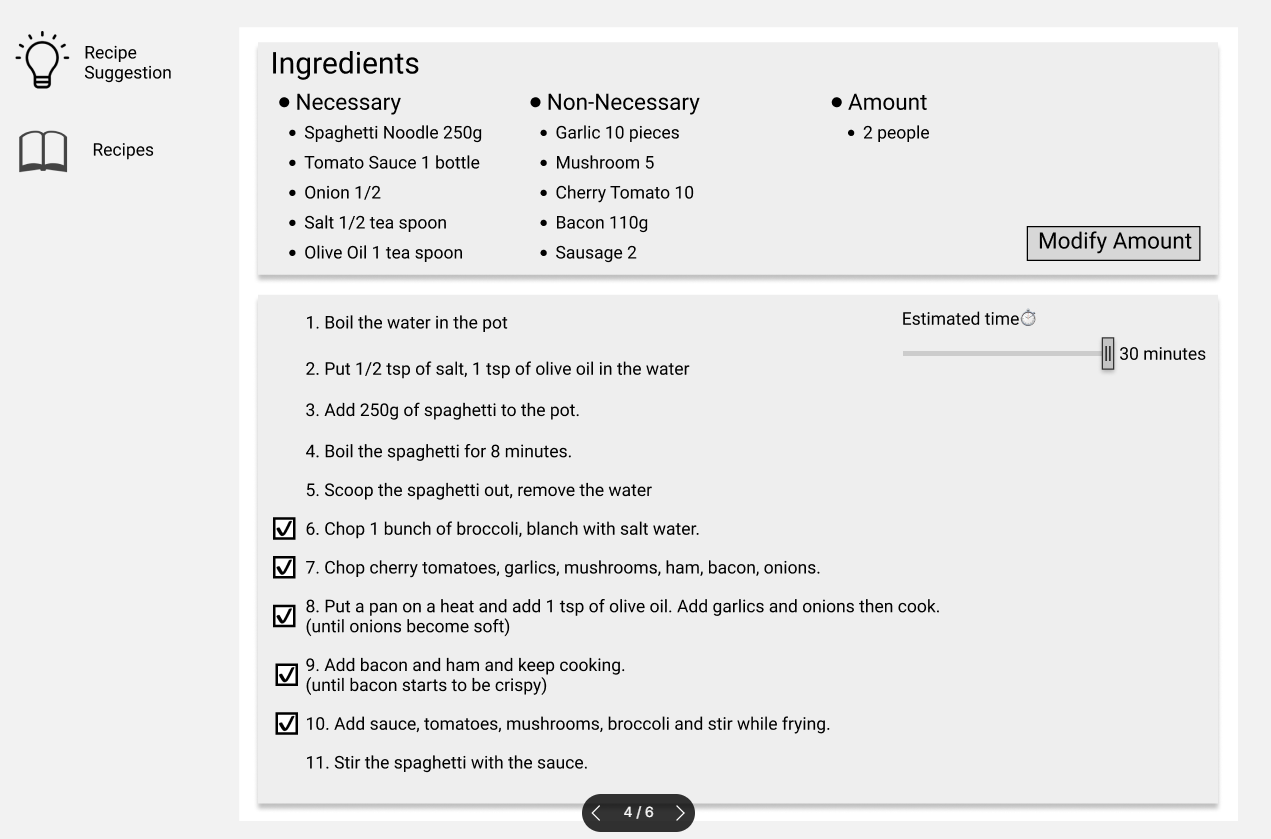 Recipe
Suggestion
Recipes
Ingredients
● Necessary
• Spaghetti Noodle 250g
• Tomato Sauce 1 bottle
• Onion 1/2
• Salt 1/2 tea spoon
• Olive Oil 1 tea spoon
● Non-Necessary
• Garlic 10 pieces
• Mushroom 5
• Cherry Tomato 10
• Bacon 110g
• Sausage 2
● Amount
• 2 people
Modify Amount
Estimated time
30 minutes
1. Boil the water in the pot
2. Put 1/2 tsp of salt, 1 tsp of olive oil in the water
3. Add 250g of spaghetti to the pot.
4. Boil the spaghetti for 8 minutes.
5. Scoop the spaghetti out, remove the water
6. Chop 1 bunch of broccoli, blanch with salt water.
7. Chop cherry tomatoes, garlics, mushrooms, ham, bacon, onions.
8. Put a pan on a heat and add 1 tsp of olive oil. Add garlics and onions then cook.
(until onions become soft)
9. Add bacon and ham and keep cooking.
(until bacon starts to be crispy)
10. Add sauce, tomatoes, mushrooms, broccoli and stir while frying.
11. Stir the spaghetti with the sauce.
4 / 6